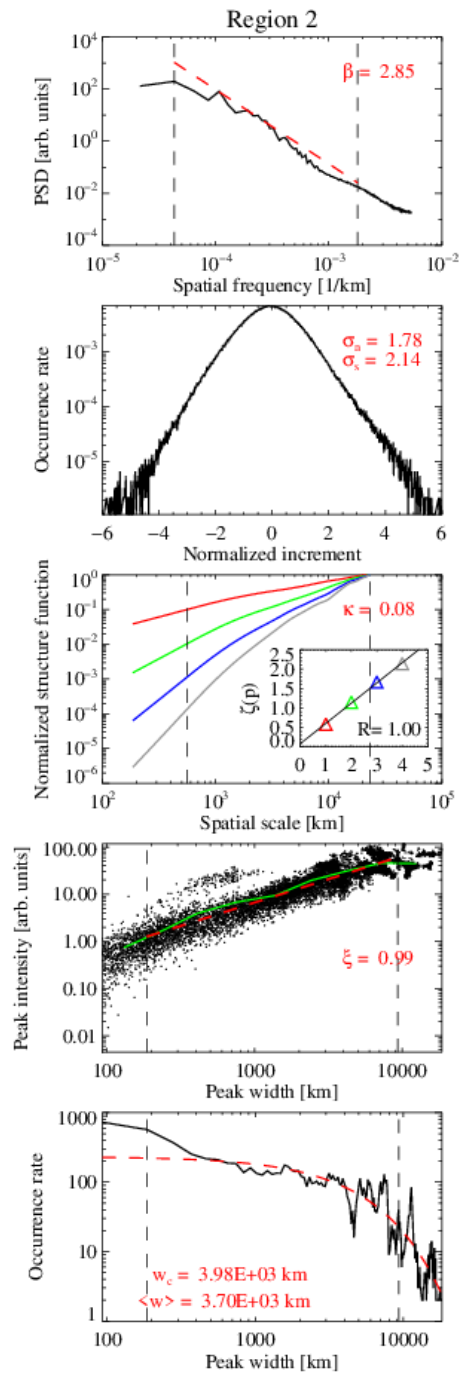 Region 2
PSD [arb. units]
10^4
10^2
10^0
10^-2
10^-4
β = 2.85
10^-5 10^-4 10^-3 10^-2
Spatial frequency [1/km]
Occurrence rate
10^-3
10^-4
10^-5
σ_a = 1.78
σ_s = 2.14
−6 −4 −2 0 2 4 6
Normalized increment
Normalized structure function
10^0
10^-1
10^-2
10^-3
10^-4
10^-5
10^-6
κ = 0.08
ζ(p)
2.5
2.0
1.5
1.0
0.5
0.0
R= 1.00
0 1 2 3 4 5
10^2 10^3 10^4 10^5
Spatial scale [km]
Peak intensity [arb. units]
100.00
10.00
1.00
0.10
0.01
ξ = 0.99
100 1000 10000
Peak width [km]
Occurrence rate
1000
100
10
1
w_c = 3.98E+03 km
<w> = 3.70E+03 km
100 1000 10000
Peak width [km]